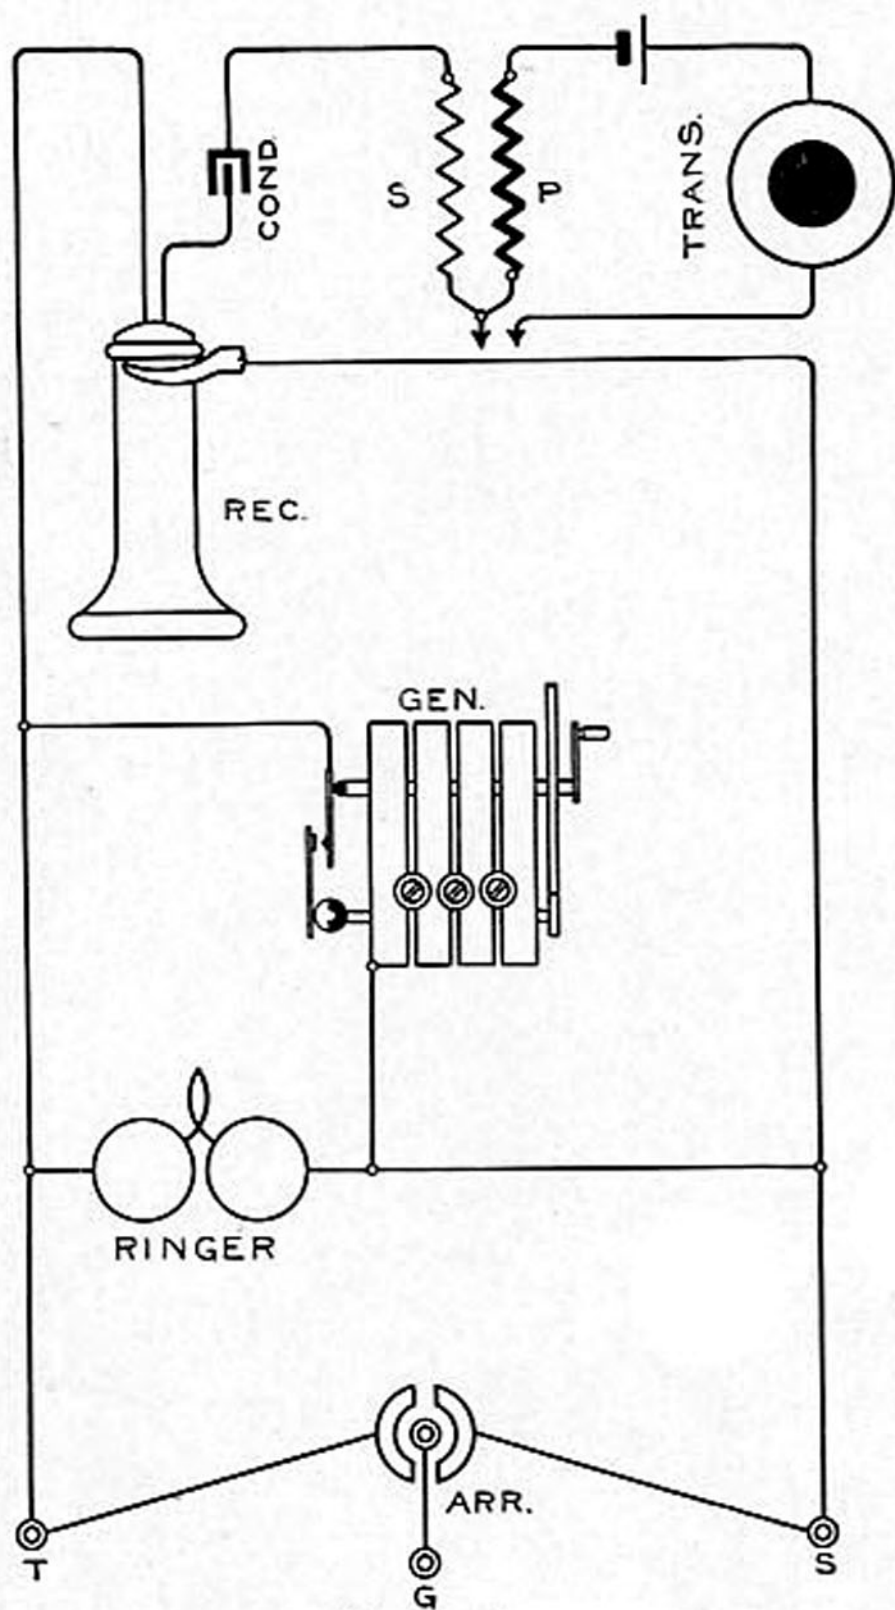 COND.
S
P
TRANS.
REC.
GEN.
RINGER
ARR.
T
G
S